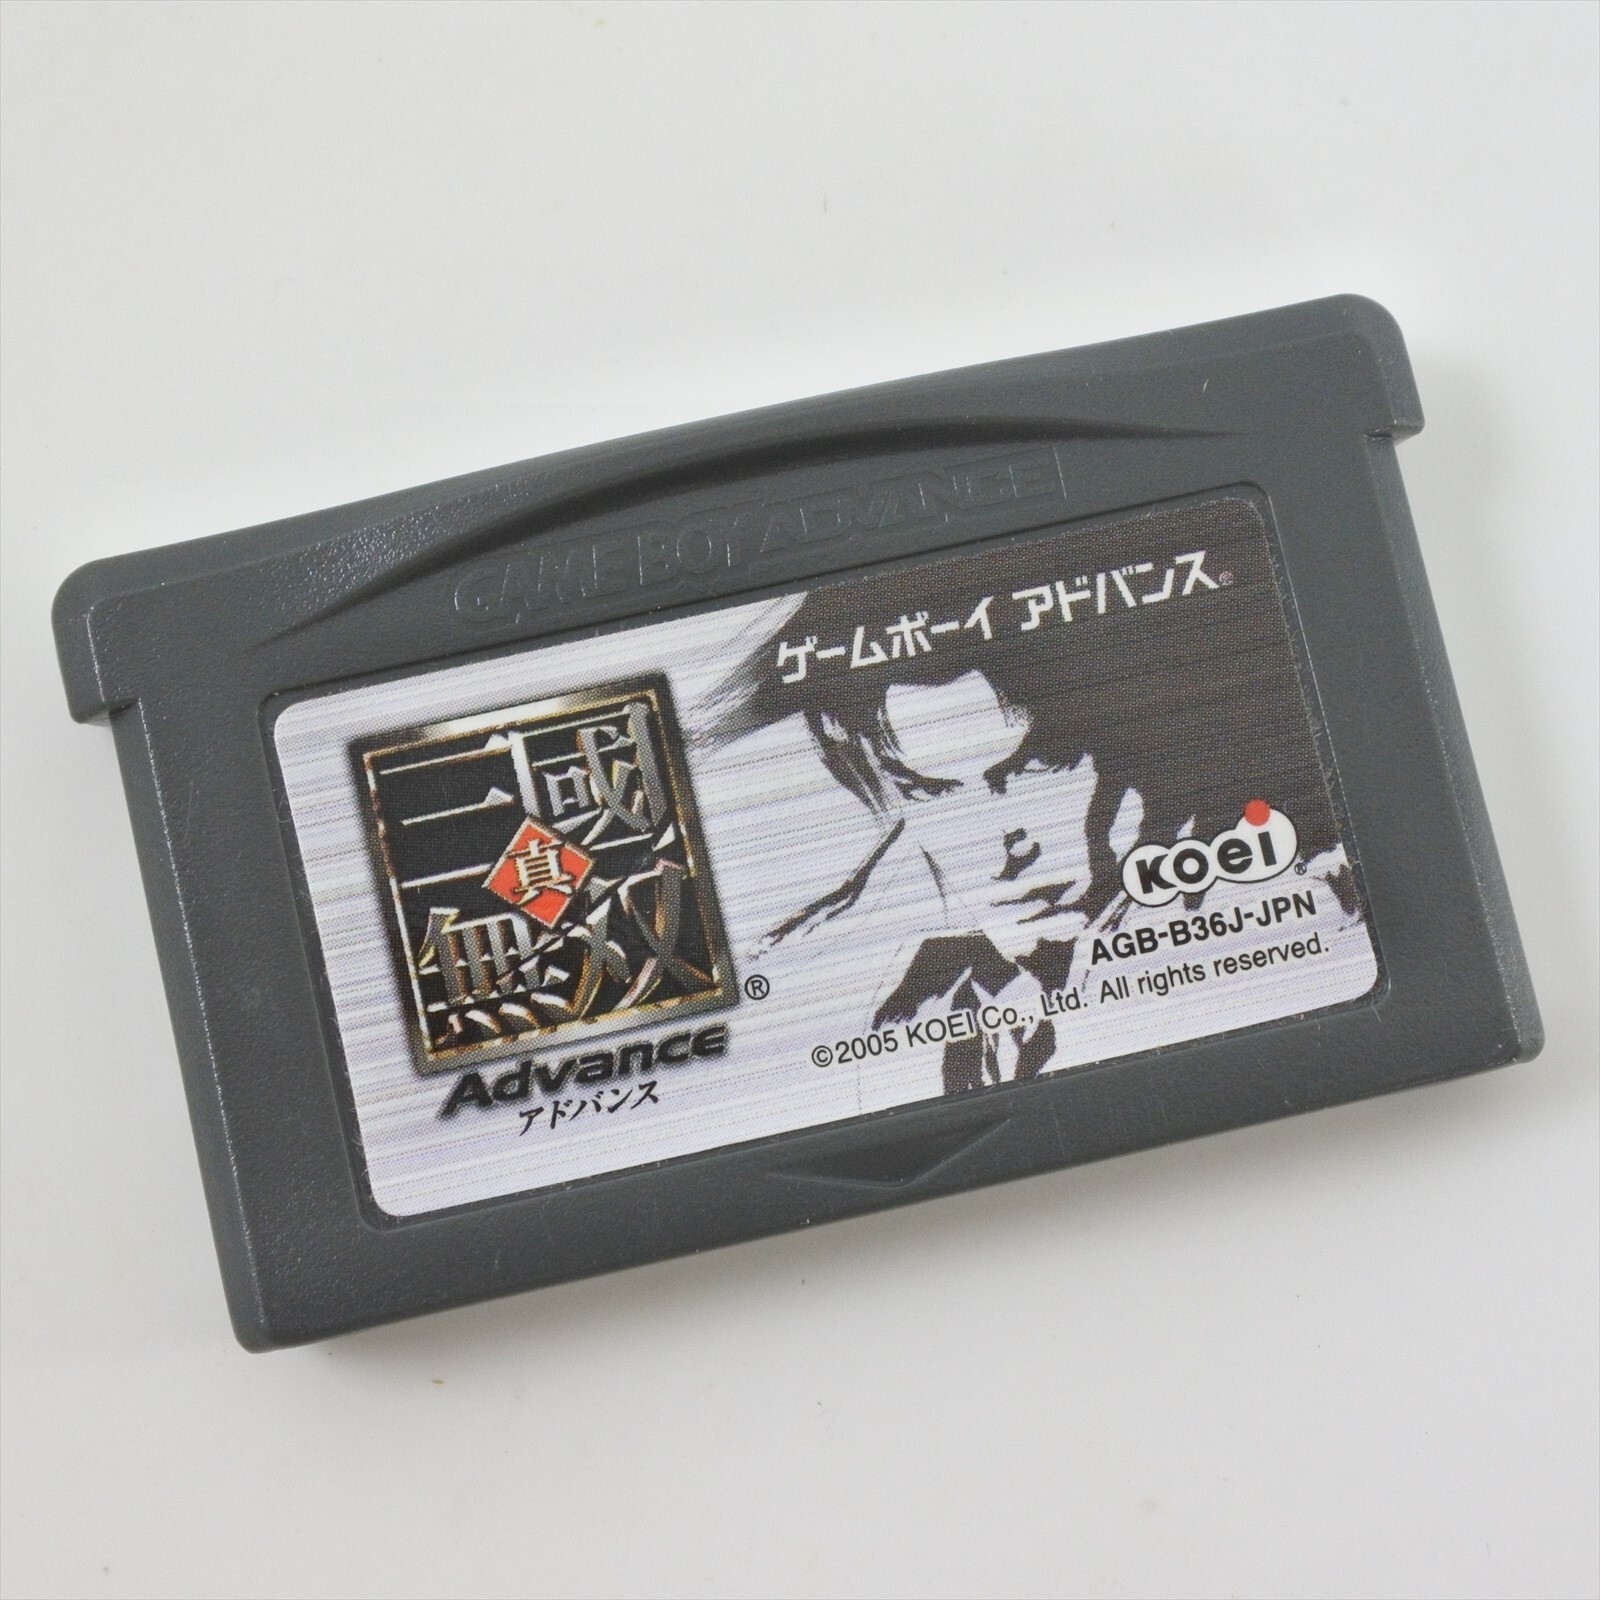 GAME BOY ADVANCE
ゲームボーイ アドバンス®
真
三國
無双®
Advance
アドバンス
KOEI®
AGB-B36J-JPN
©2005 KOEI Co., Ltd. All rights reserved.